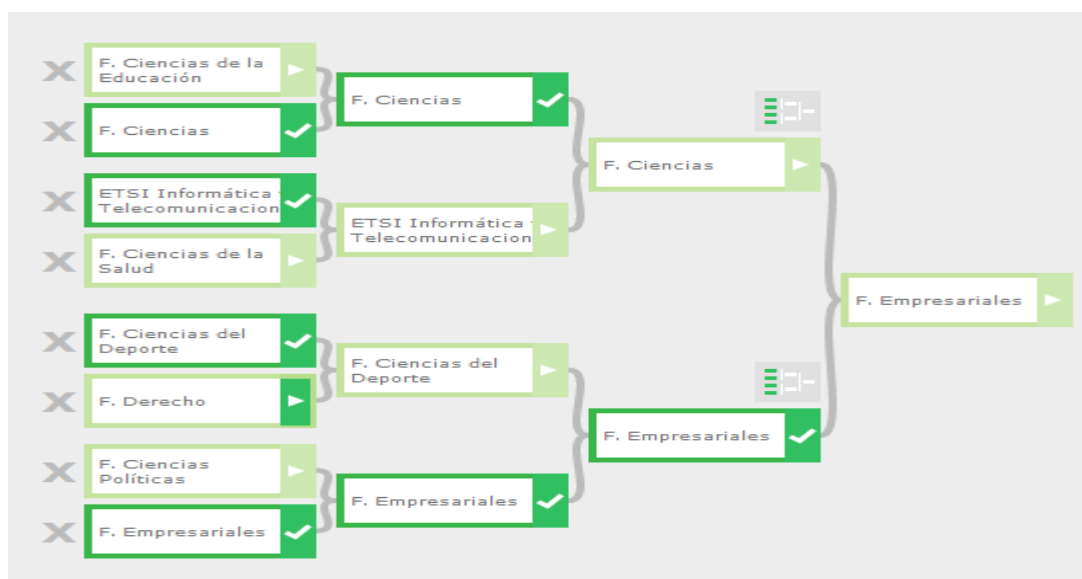 F. Ciencias de la
Educación
F. Ciencias
ETSI Informática
Telecomunicacion
F. Ciencias de la
Salud
F. Ciencias del
Deporte
F. Derecho
F. Ciencias
Políticas
F. Empresariales
F. Ciencias
ETSI Informática
Telecomunicacion
F. Ciencias del
Deporte
F. Empresariales
F. Ciencias
F. Empresariales
F. Empresariales